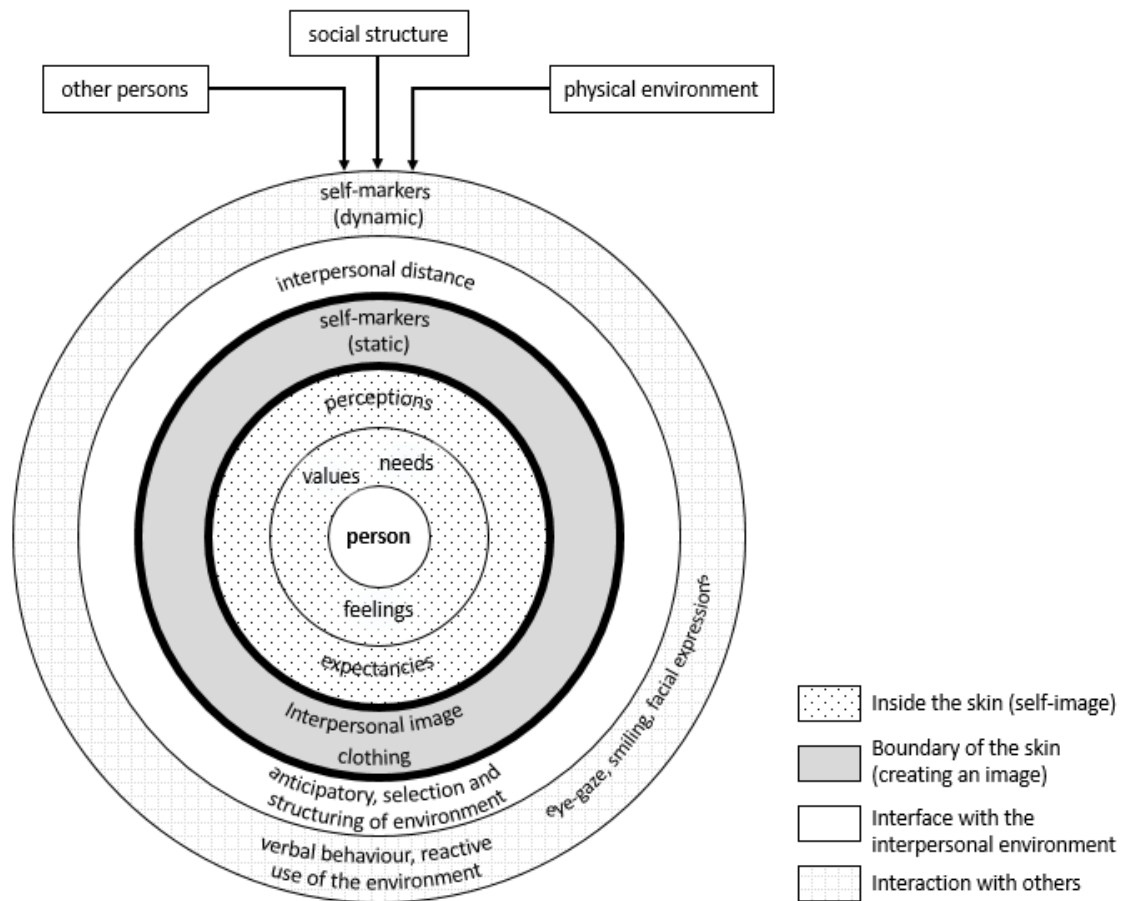 social structure
other persons
physical environment
self-markers
(dynamic)
interpersonal distance
self-markers
(static)
perceptions
needs
values
person
feelings
expectancies
Interpersonal image
clothing
anticipatory, selection and
structuring of environment
verbal behaviour, reactive
use of the environment
eye-gaze, smiling, facial expressions
Inside the skin (self-image)
Boundary of the skin
(creating an image)
Interface with the
interpersonal environment
Interaction with others